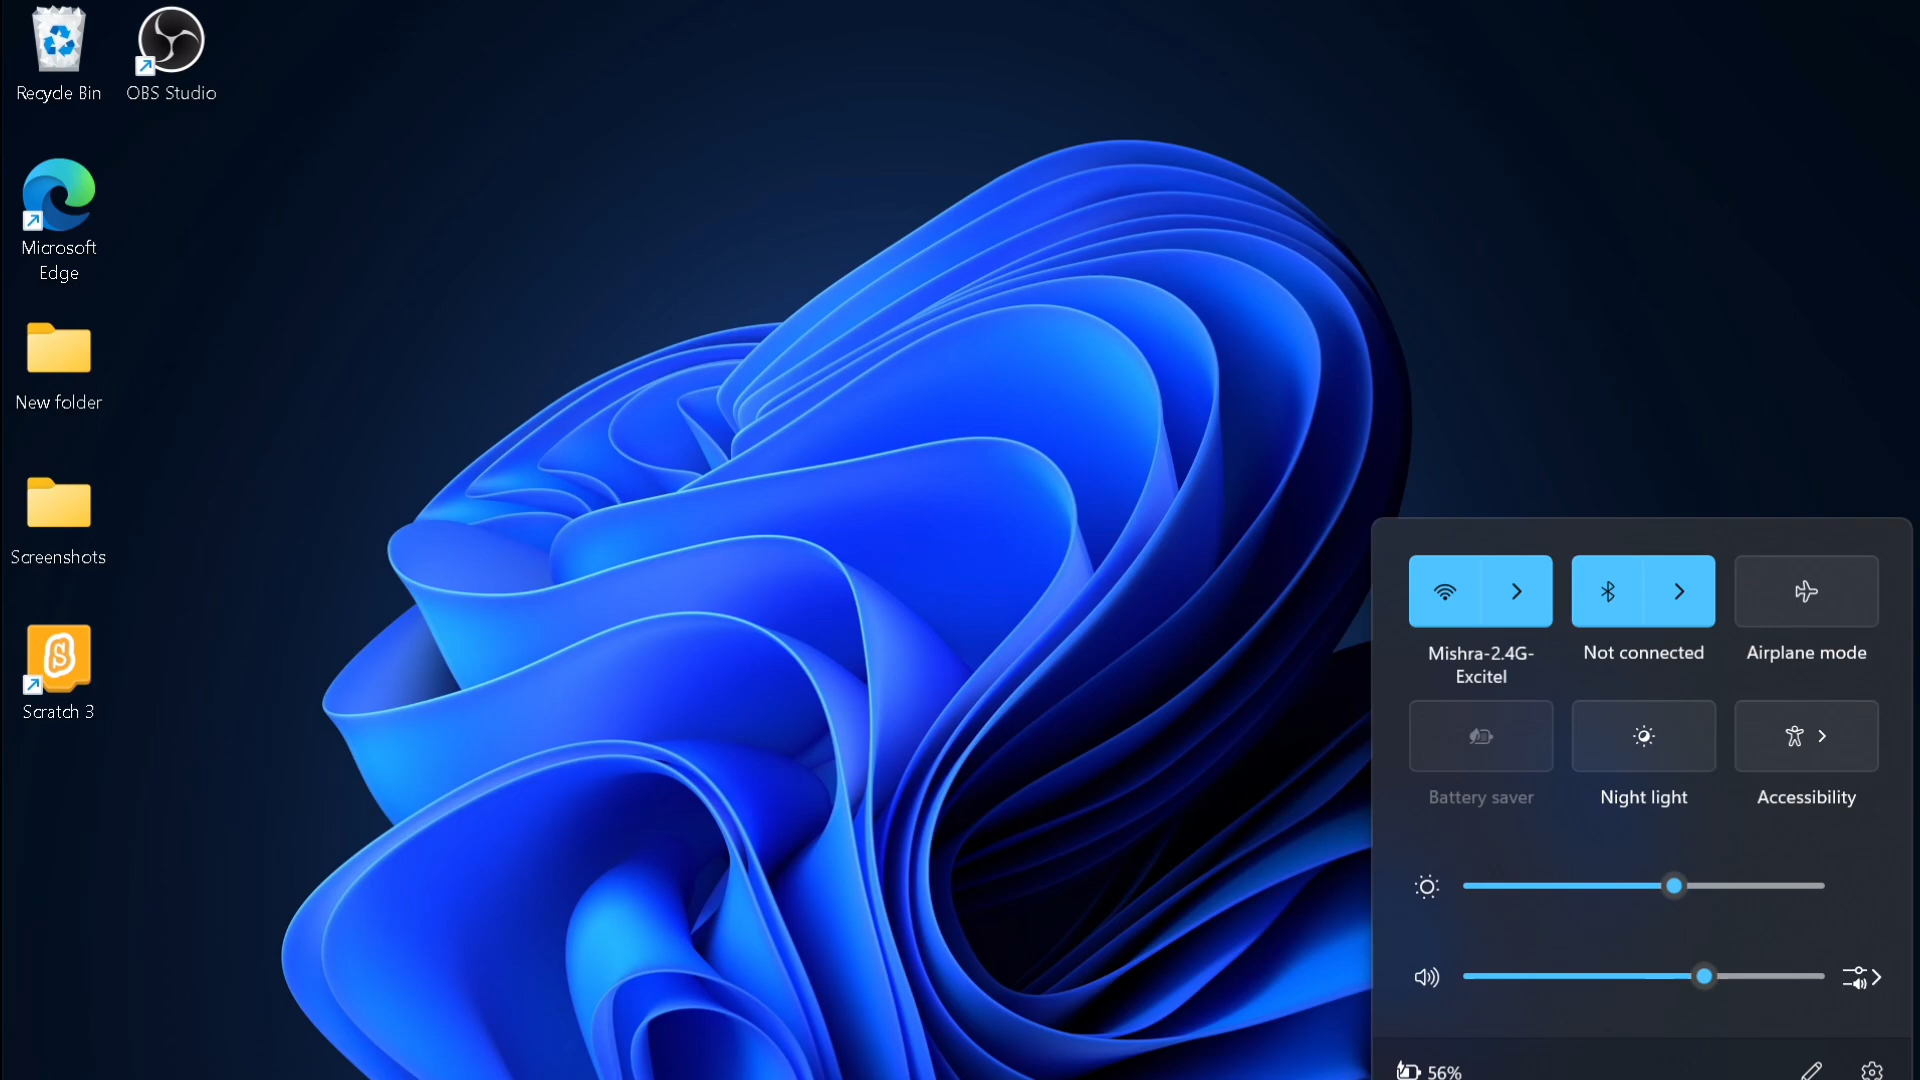 Recycle Bin
OBS Studio
Microsoft
Edge
New folder
Screenshots
Scratch 3
Mishra-2.4G-
Excitel
Not connected
Airplane mode
Battery saver
Night light
Accessibility
56%